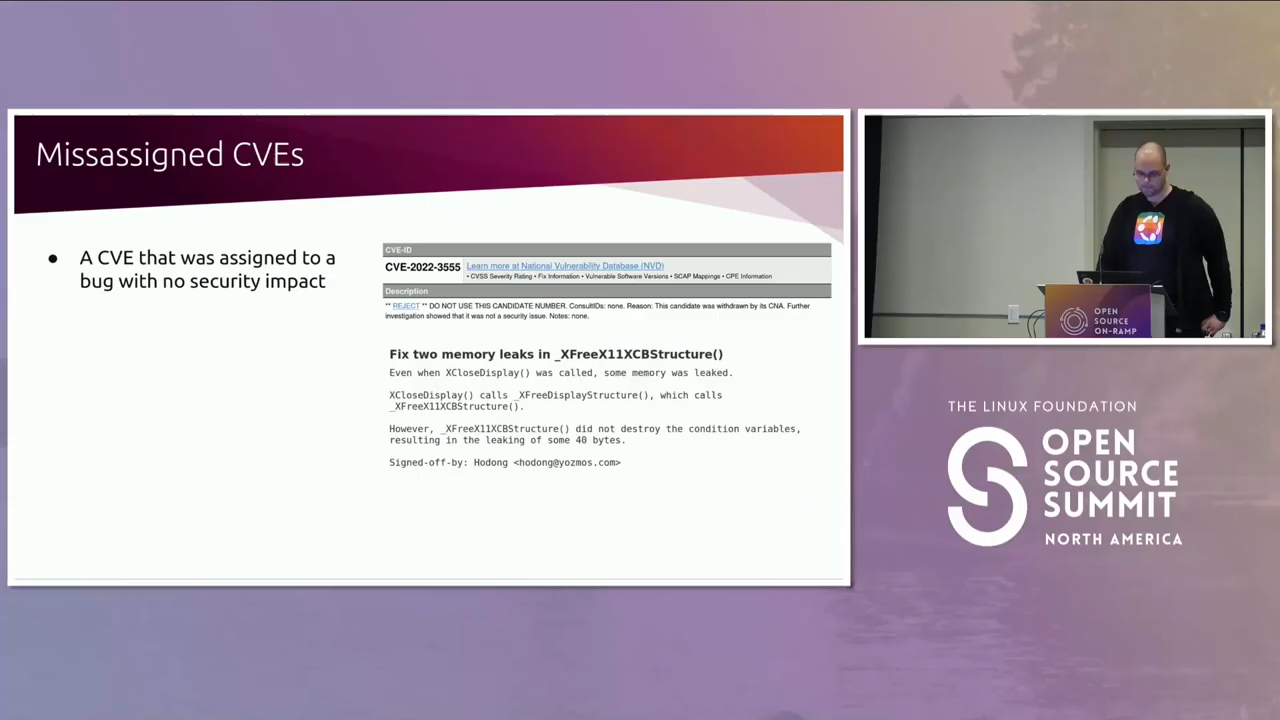 Missassigned CVEs
● A CVE that was assigned to a
bug with no security impact
CVE-ID
CVE-2022-3555
Learn more at National Vulnerability Database (NVD)
• CVSS Severity Rating • Fix Information • Vulnerable Software Versions • SCAP Mappings • CPE Information
Description
** REJECT ** DO NOT USE THIS CANDIDATE NUMBER. ConsultIDs: none. Reason: This candidate was withdrawn by its CNA. Further
investigation showed that it was not a security issue. Notes: none.
Fix two memory leaks in _XFreeX11XCBStructure()
Even when XCloseDisplay() was called, some memory was leaked.
XCloseDisplay() calls _XFreeDisplayStructure(), which calls
_XFreeX11XCBStructure().
However, _XFreeX11XCBStructure() did not destroy the condition variables,
resulting in the leaking of some 40 bytes.
Signed-off-by: Hodong <hodong@yozmos.com>
OPEN
SOURCE
ON-RAMP
THE LINUX FOUNDATION
OPEN
SOURCE
SUMMIT
NORTH AMERICA